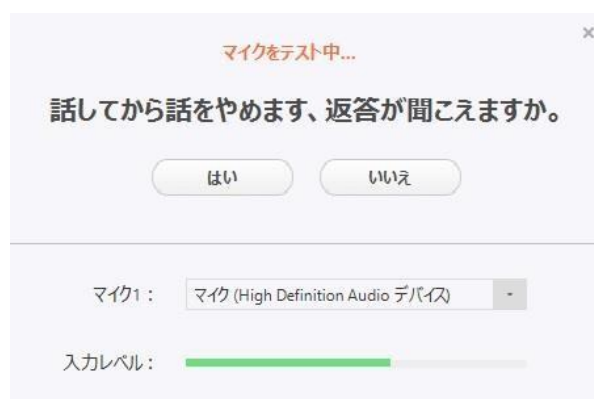 マイクをテスト中...
話してから話をやめます、返答が聞こえますか。
はい いいえ
マイク1： マイク (High Definition Audio デバイス)
入力レベル：